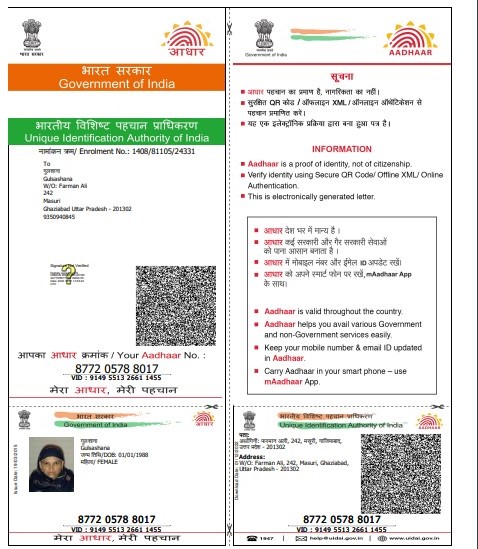 भारत सरकार
Government of India
भारतीय विशिष्ट पहचान प्राधिकरण
Unique Identification Authority of India
नामांकन क्रम/ Enrolment No.: 1408/81105/24331
To
गुलसाना
Gulsashana
W/O: Farman Ali
242
Masuri
Ghaziabad Uttar Pradesh - 201302
9350940845
आपका आधार क्रमांक / Your Aadhaar No. :
8772 0578 8017
VID : 9149 5513 2661 1455
मेरा आधार, मेरी पहचान
आधार
Government of India
AADHAAR
सूचना
आधार पहचान का प्रमाण है, नागरिकता का नहीं।
सुरक्षित QR कोड / ऑफलाइन XML / ऑनलाइन ऑथेंटिकेशन से
पहचान प्रमाणित करें।
यह एक इलेक्ट्रॉनिक प्रक्रिया द्वारा बना हुआ पत्र है।
INFORMATION
Aadhaar is a proof of identity, not of citizenship.
Verify identity using Secure QR Code/ Offline XML/ Online
Authentication.
This is electronically generated letter.
आधार देश भर में मान्य है ।
आधार कई सरकारी और गैर सरकारी सेवाओं
को पाना आसान बनाता है ।
आधार में मोबाइल नंबर और ईमेल ID अपडेट रखें।
आधार को अपने स्मार्ट फोन पर रखें, mAadhaar App
के साथ।
Aadhaar is valid throughout the country.
Aadhaar helps you avail various Government
and non-Government services easily.
Keep your mobile number & email ID updated
in Aadhaar.
Carry Aadhaar in your smart phone – use
mAadhaar App.
भारत सरकार
Government of India
आधार
गुलसाना
Gulsashana
जन्म तिथि/DOB: 01/01/1988
महिला/ FEMALE
8772 0578 8017
VID : 9149 5513 2661 1455
मेरा आधार, मेरी पहचान
भारतीय विशिष्ट पहचान प्राधिकरण
Unique Identification Authority of India
AADHAAR
पता:
अर्धांगिनी: फरमान अली, 242, मसूरी, गाज़ियाबाद,
उत्तर प्रदेश - 201302
Address:
W/O: Farman Ali, 242, Masuri, Ghaziabad,
Uttar Pradesh - 201302
8772 0578 8017
VID : 9149 5513 2661 1455
1947 | help@uidai.gov.in | www.uidai.gov.in